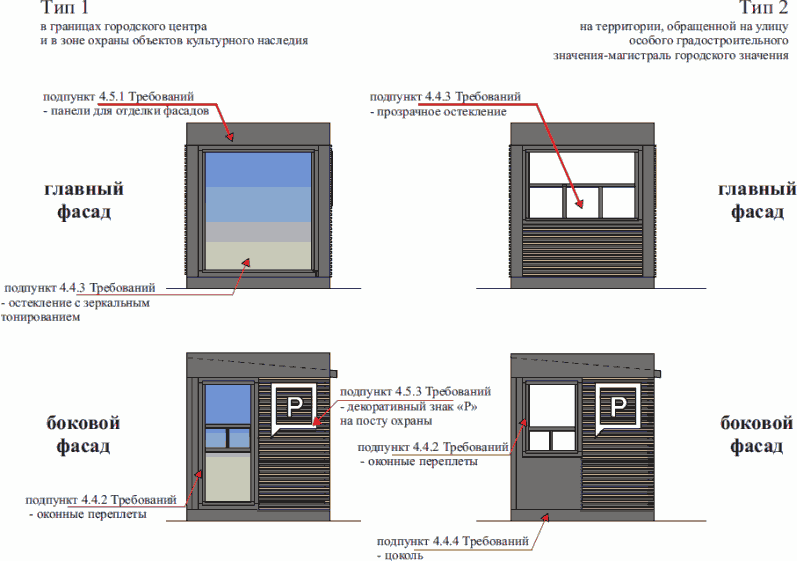 Тип 1
в границах городского центра
и в зоне охраны объектов культурного наследия
Тип 2
на территории, обращенной на улицу
особого градостроительного
значения-магистраль городского значения
подпункт 4.5.1 Требований
- панели для отделки фасадов
подпункт 4.4.3 Требований
- прозрачное остекление
главный
фасад
главный
фасад
подпункт 4.4.3 Требований
- остекление с зеркальным
тонированием
P
P
подпункт 4.5.3 Требований
- декоративный знак «Р»
на посту охраны
боковой
фасад
боковой
фасад
подпункт 4.4.2 Требований
- оконные переплеты
подпункт 4.4.2 Требований
- оконные переплеты
подпункт 4.4.4 Требований
- цоколь